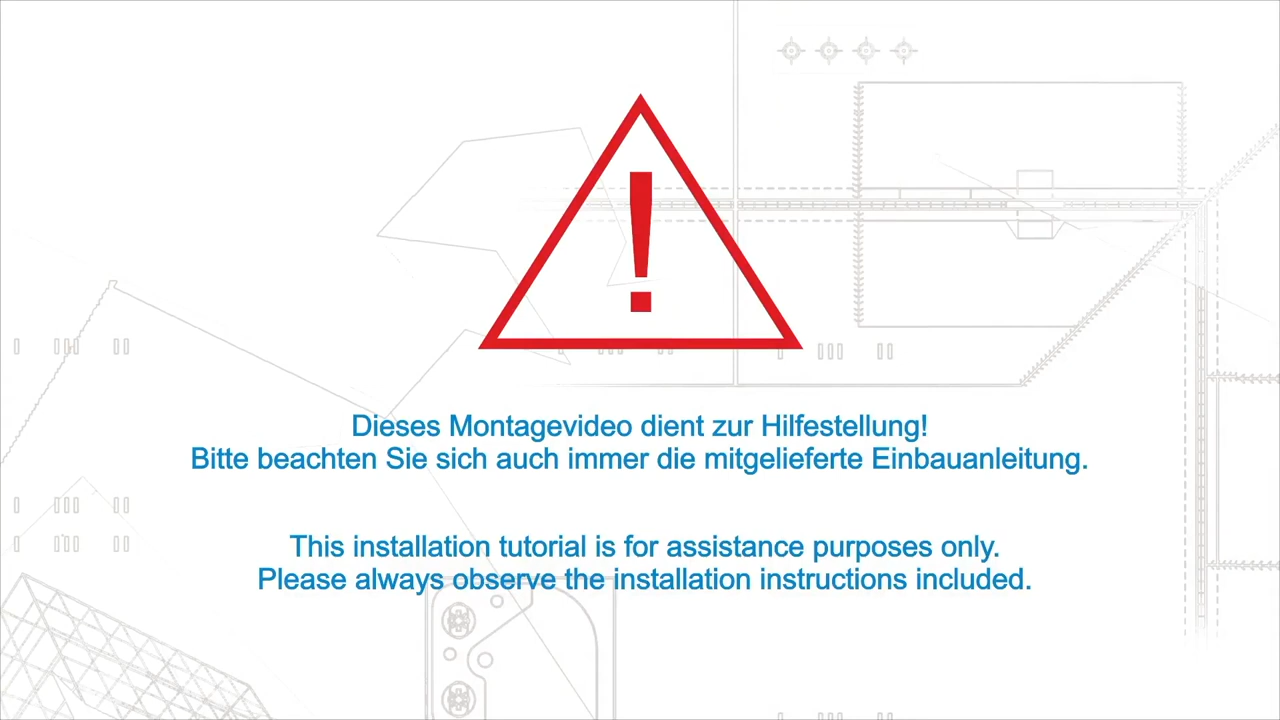 !
Dieses Montagevideo dient zur Hilfestellung!
Bitte beachten Sie sich auch immer die mitgelieferte Einbauanleitung.
This installation tutorial is for assistance purposes only.
Please always observe the installation instructions included.